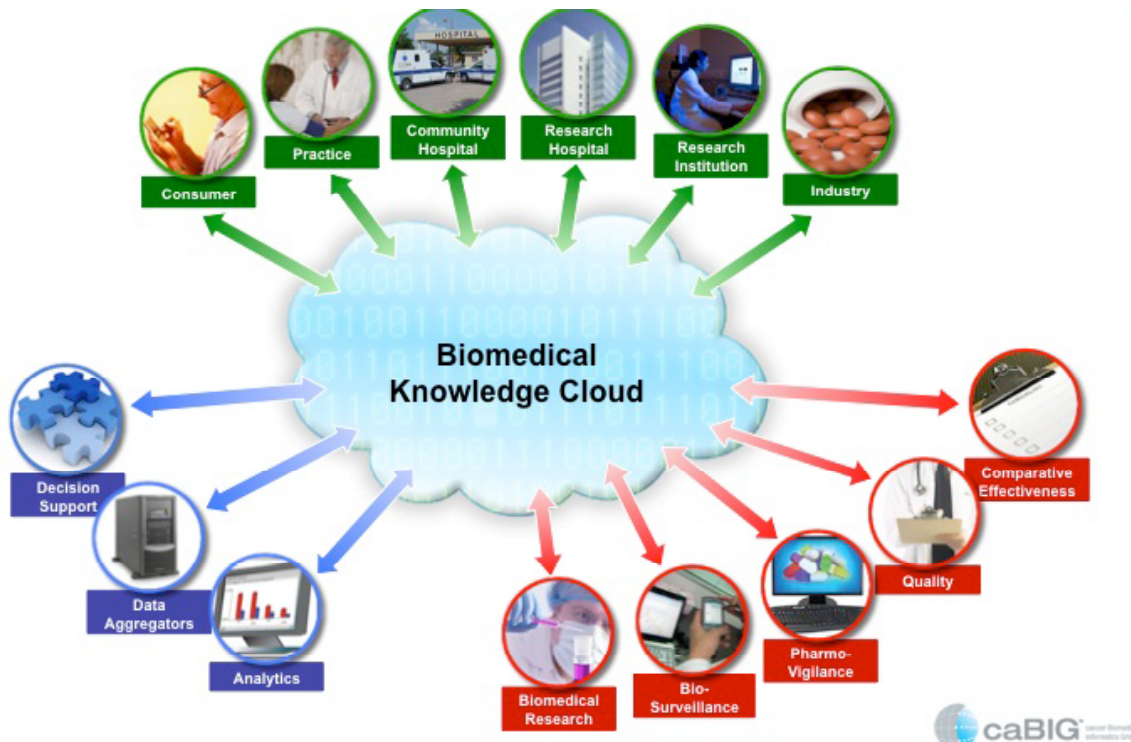 HOSPITAL
Consumer
Practice
Community
Hospital
Research
Hospital
Research
Institution
Industry
Biomedical
Knowledge Cloud
Decision
Support
Data
Aggregators
Analytics
Biomedical
Research
Bio-
Surveillance
Pharmo-
Vigilance
Quality
Comparative
Effectiveness
caBIG